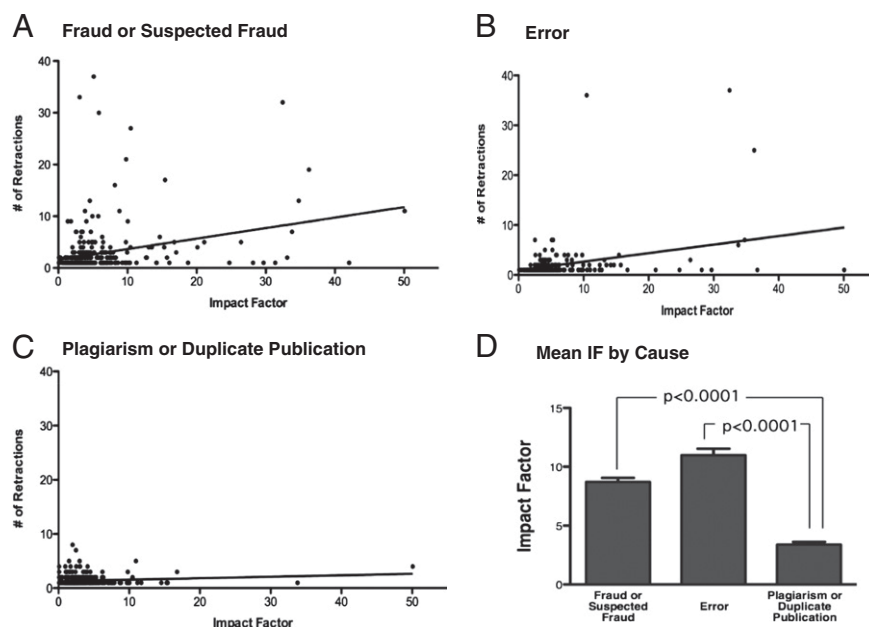 A Fraud or Suspected Fraud
# of Retractions
40
30
20
10
0
0 10 20 30 40 50
Impact Factor
B Error
# of Retractions
40
30
20
10
0
0 10 20 30 40 50
Impact Factor
C Plagiarism or Duplicate Publication
# of Retractions
40
30
20
10
0
0 10 20 30 40 50
Impact Factor
D Mean IF by Cause
Impact Factor
15
10
5
0
p<0.0001
p<0.0001
Fraud or
Suspected
Fraud
Error
Plagiarism or
Duplicate
Publication